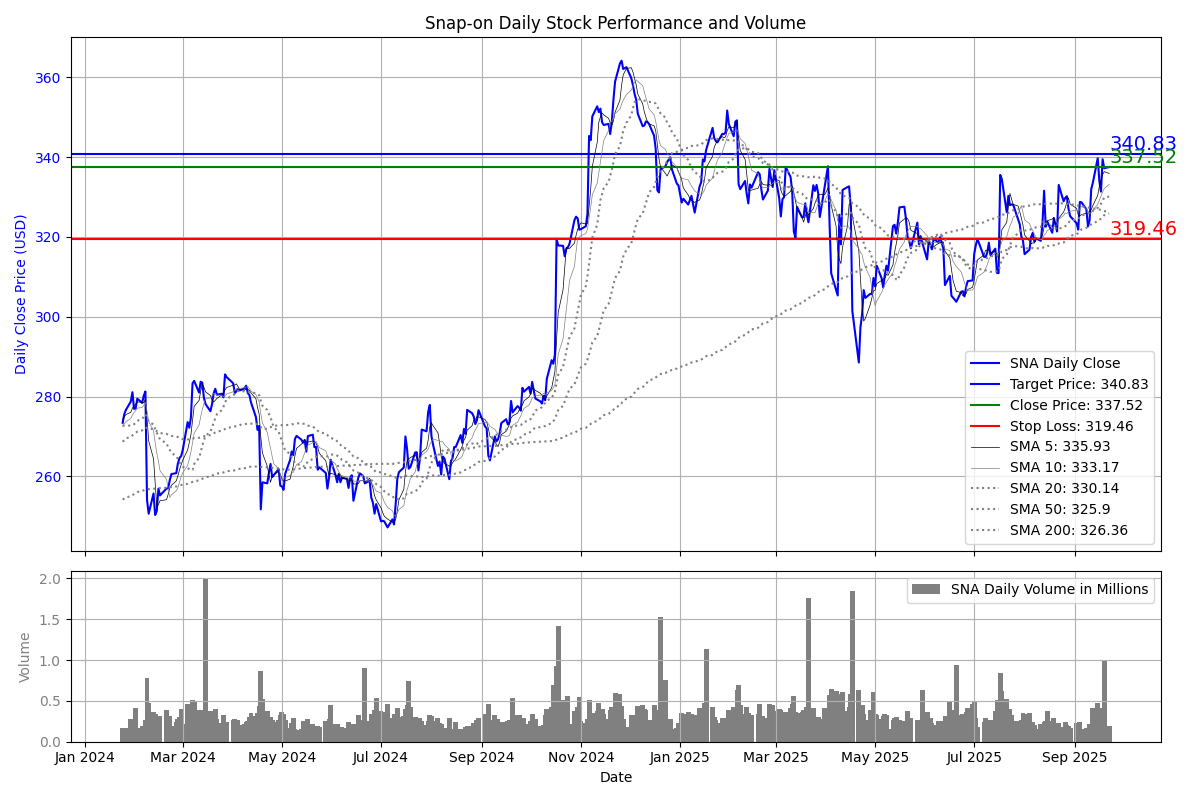 Snap-on Daily Stock Performance and Volume
Daily Close Price (USD)
360
340
320
300
280
260
340.83
337.52
319.46
SNA Daily Close
Target Price: 340.83
Close Price: 337.52
Stop Loss: 319.46
SMA 5: 335.93
SMA 10: 333.17
SMA 20: 330.14
SMA 50: 325.9
SMA 200: 326.36
Volume
2.0
1.5
1.0
0.5
0.0
SNA Daily Volume in Millions
Jan 2024 Mar 2024 May 2024 Jul 2024 Sep 2024 Nov 2024 Jan 2025 Mar 2025 May 2025 Jul 2025 Sep 2025
Date